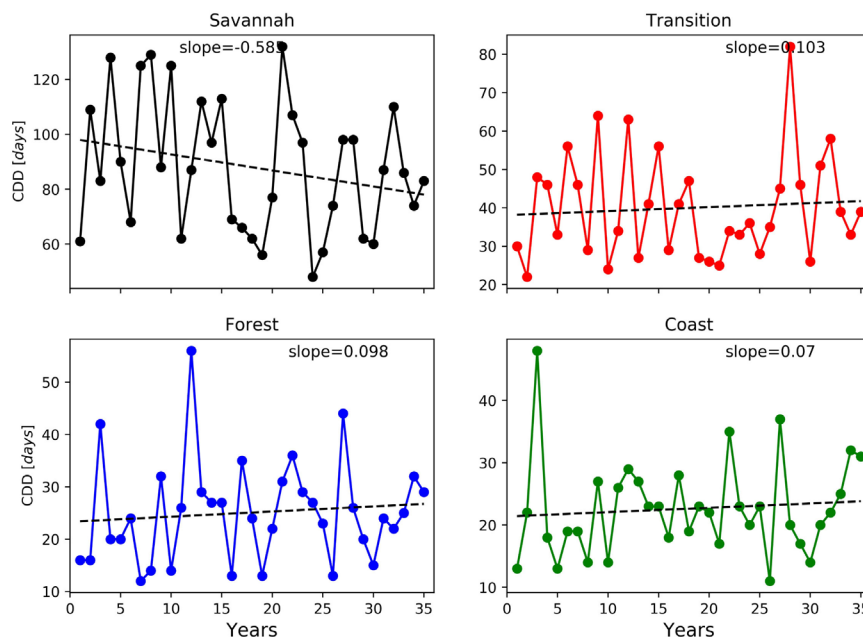 Savannah
slope=-0.585
CDD [days]
120
100
80
60
Transition
slope=0.103
80
70
60
50
40
30
20
Forest
slope=0.098
CDD [days]
50
40
30
20
10
0 5 10 15 20 25 30 35
Years
Coast
slope=0.07
40
30
20
10
0 5 10 15 20 25 30 35
Years